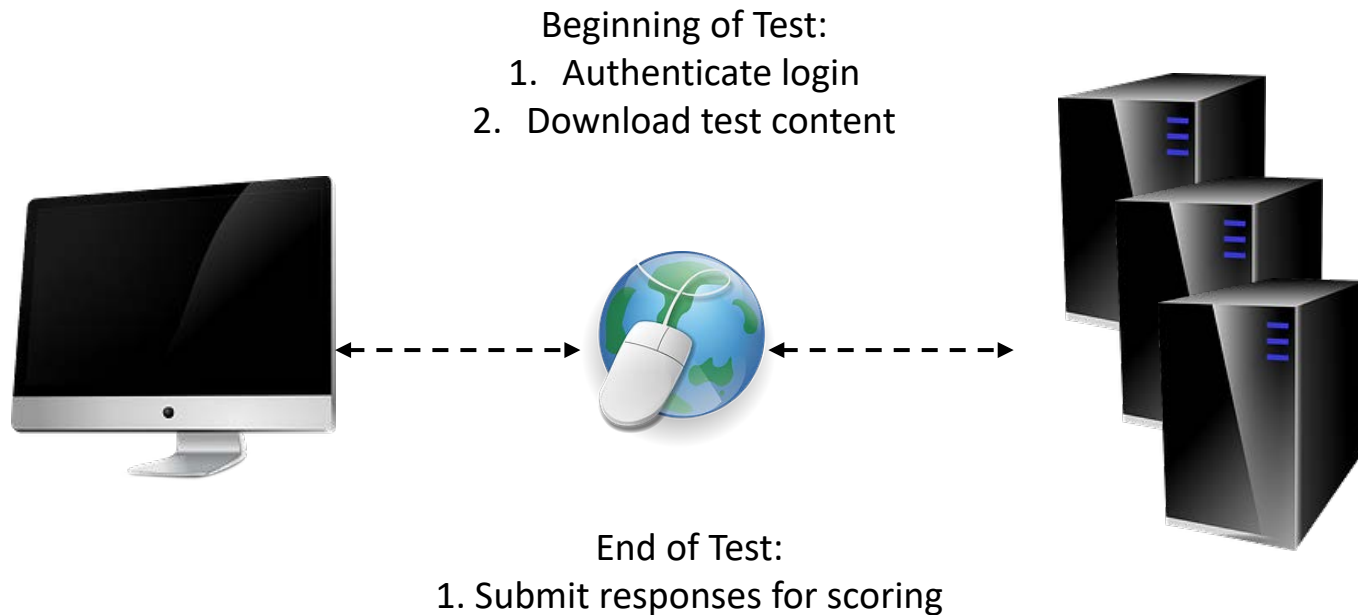 Beginning of Test:
1. Authenticate login
2. Download test content
End of Test:
1. Submit responses for scoring